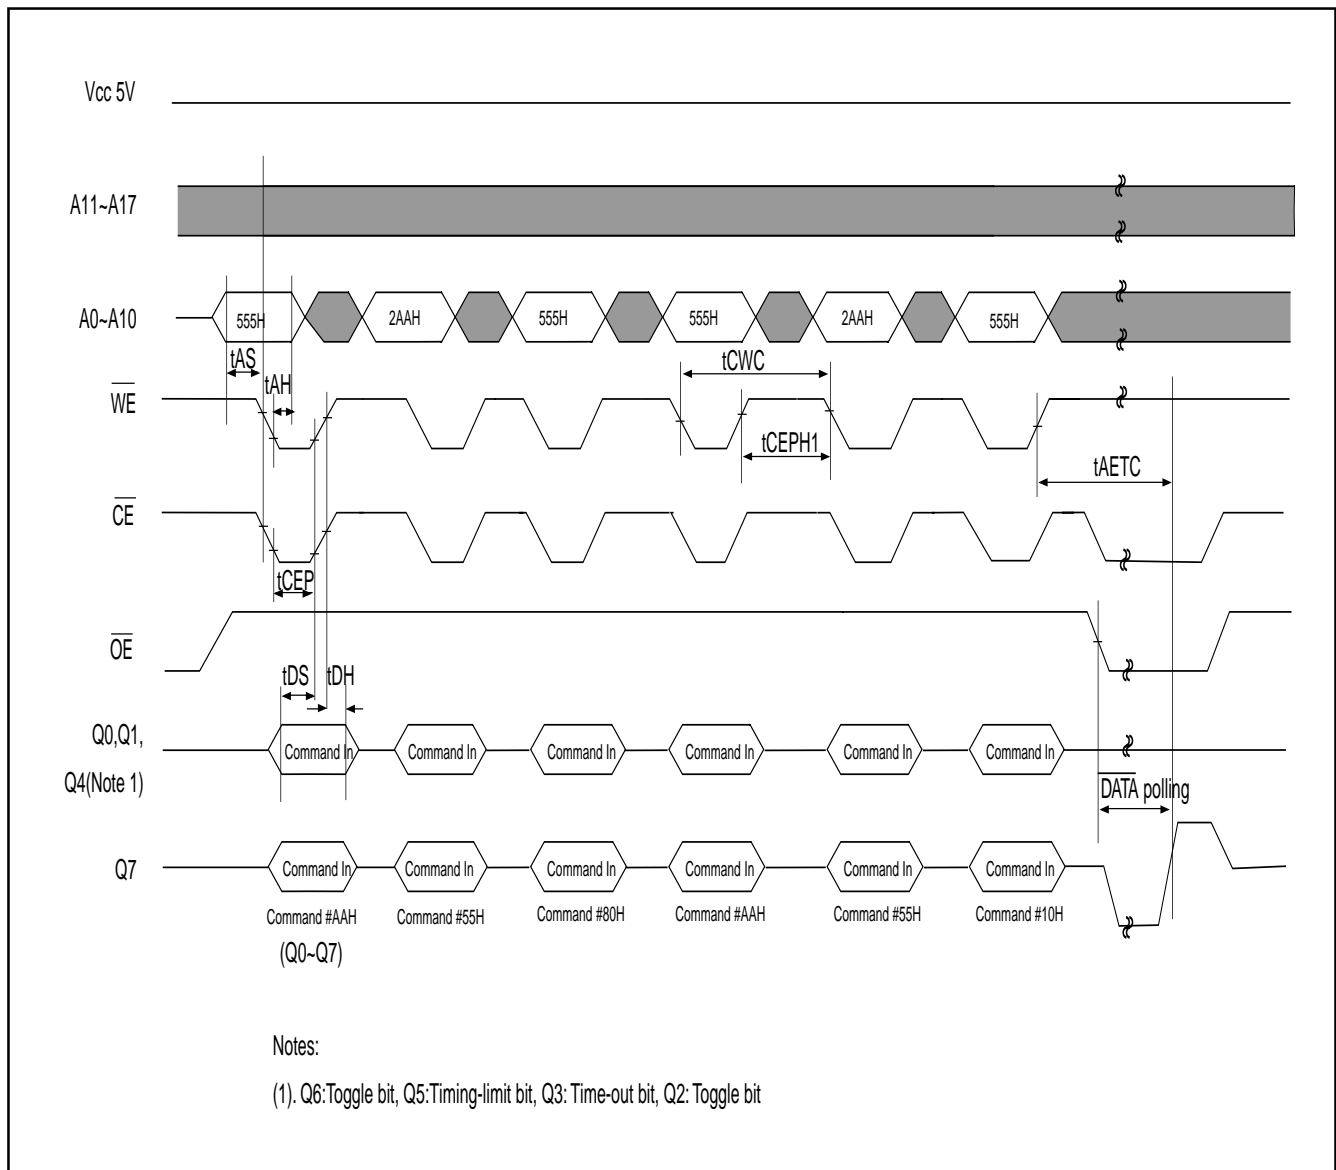 Vcc 5V
A11~A17
A0~A10
555H
2AAH
555H
555H
2AAH
555H
tAS
tAH
tCWC
WE
tCEPH1
tAETC
CE
tCEP
OE
tDS
tDH
Q0,Q1,
Q4(Note 1)
Command In
Command In
Command In
Command In
Command In
Command In
DATA polling
Q7
Command In
Command In
Command In
Command In
Command In
Command In
Command #AAH
Command #55H
Command #80H
Command #AAH
Command #55H
Command #10H
(Q0~Q7)
Notes:
(1). Q6:Toggle bit, Q5:Timing-limit bit, Q3: Time-out bit, Q2: Toggle bit